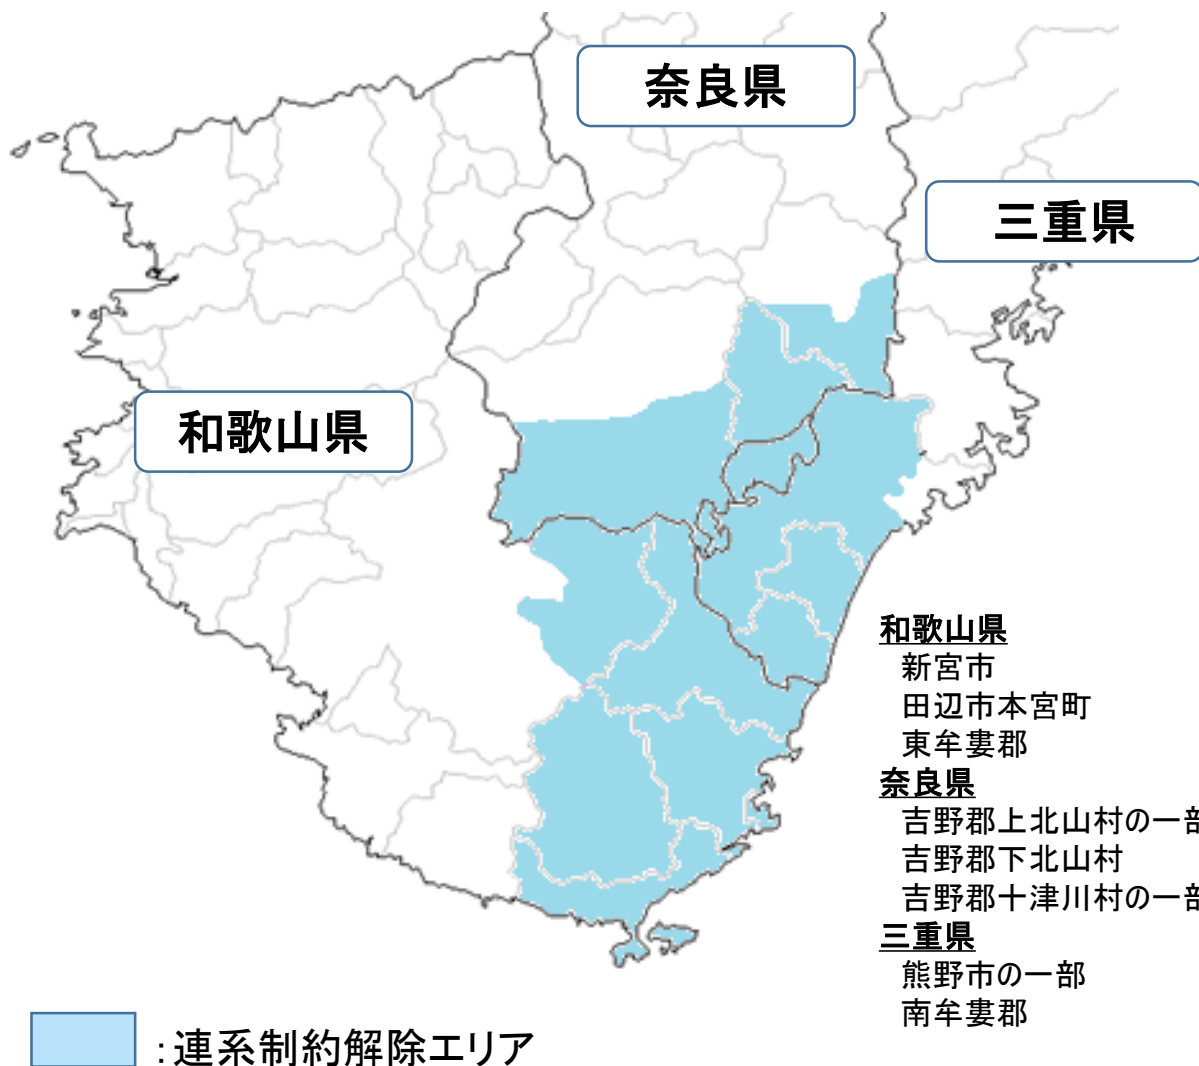 奈良県
三重県
和歌山県
和歌山県
新宮市
田辺市本宮町
東牟婁郡
奈良県
吉野郡上北山村の一部
吉野郡下北山村
吉野郡十津川村の一部
三重県
熊野市の一部
南牟婁郡
：連系制約解除エリア